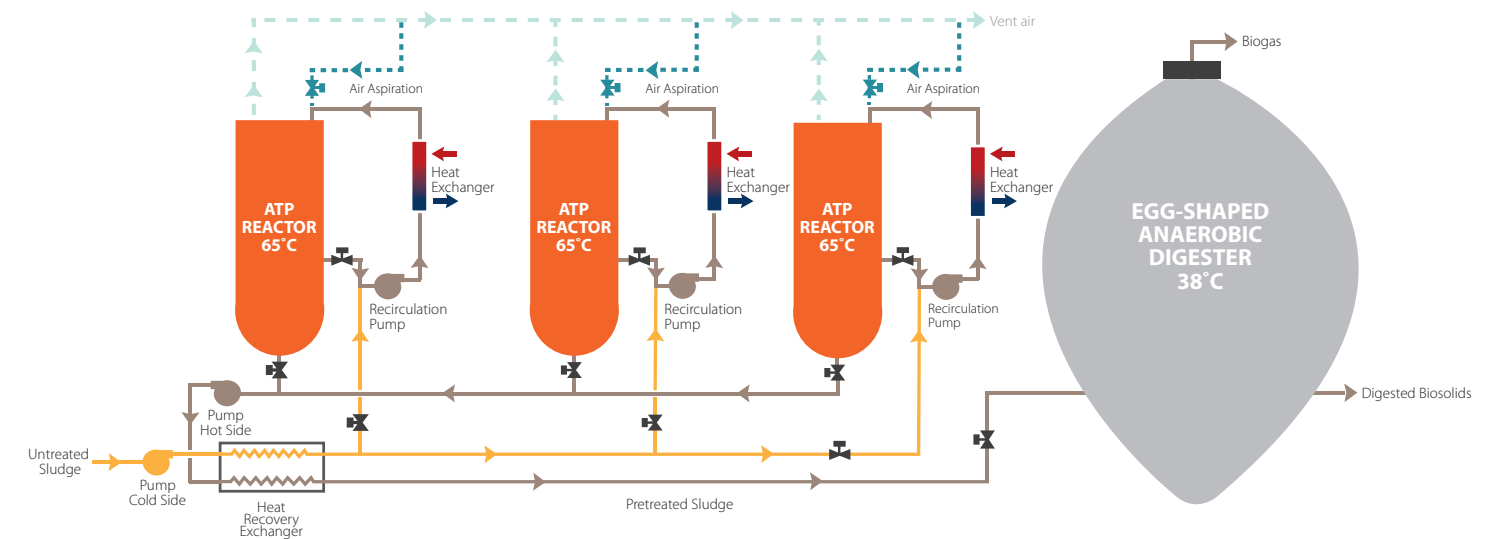 Vent air
Biogas
Air Aspiration
Air Aspiration
Air Aspiration
Heat
Exchanger
Heat
Exchanger
Heat
Exchanger
ATP
REACTOR
65˚C
ATP
REACTOR
65˚C
ATP
REACTOR
65˚C
EGG-SHAPED
ANAEROBIC
DIGESTER
38˚C
Recirculation
Pump
Recirculation
Pump
Recirculation
Pump
Digested Biosolids
Pump
Hot Side
Untreated
Sludge
Pump
Cold Side
Heat
Recovery
Exchanger
Pretreated Sludge